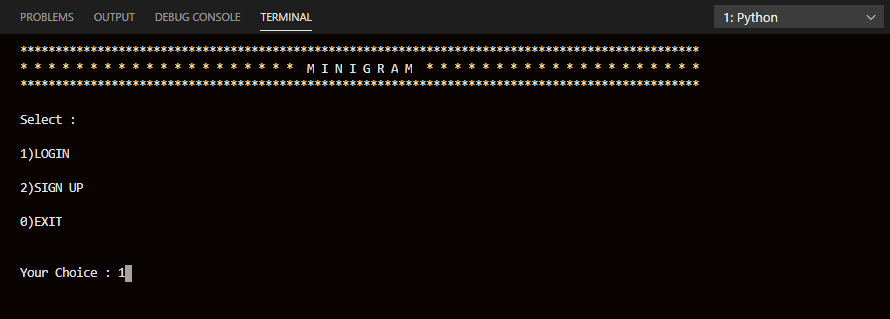 PROBLEMS OUTPUT DEBUG CONSOLE TERMINAL 1: Python
*************************************************************************************************
* * * * * * * * * * * * * * * * * * * * M I N I G R A M * * * * * * * * * * * * * * * * * * * *
*************************************************************************************************
Select :
1)LOGIN
2)SIGN UP
0)EXIT
Your Choice : 1